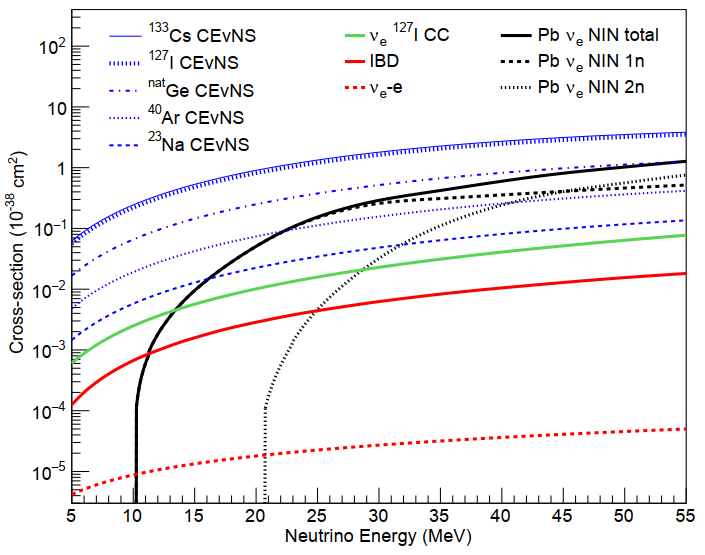 ¹³³Cs CEvNS
¹²⁷I CEvNS
ⁿᵃᵗGe CEvNS
⁴⁰Ar CEvNS
²³Na CEvNS
νₑ ¹²⁷I CC
IBD
νₑ-e
Pb νₑ NIN total
Pb νₑ NIN 1n
Pb νₑ NIN 2n
Cross-section (10⁻³⁸ cm²)
10²
10
1
10⁻¹
10⁻²
10⁻³
10⁻⁴
10⁻⁵
5 10 15 20 25 30 35 40 45 50 55
Neutrino Energy (MeV)